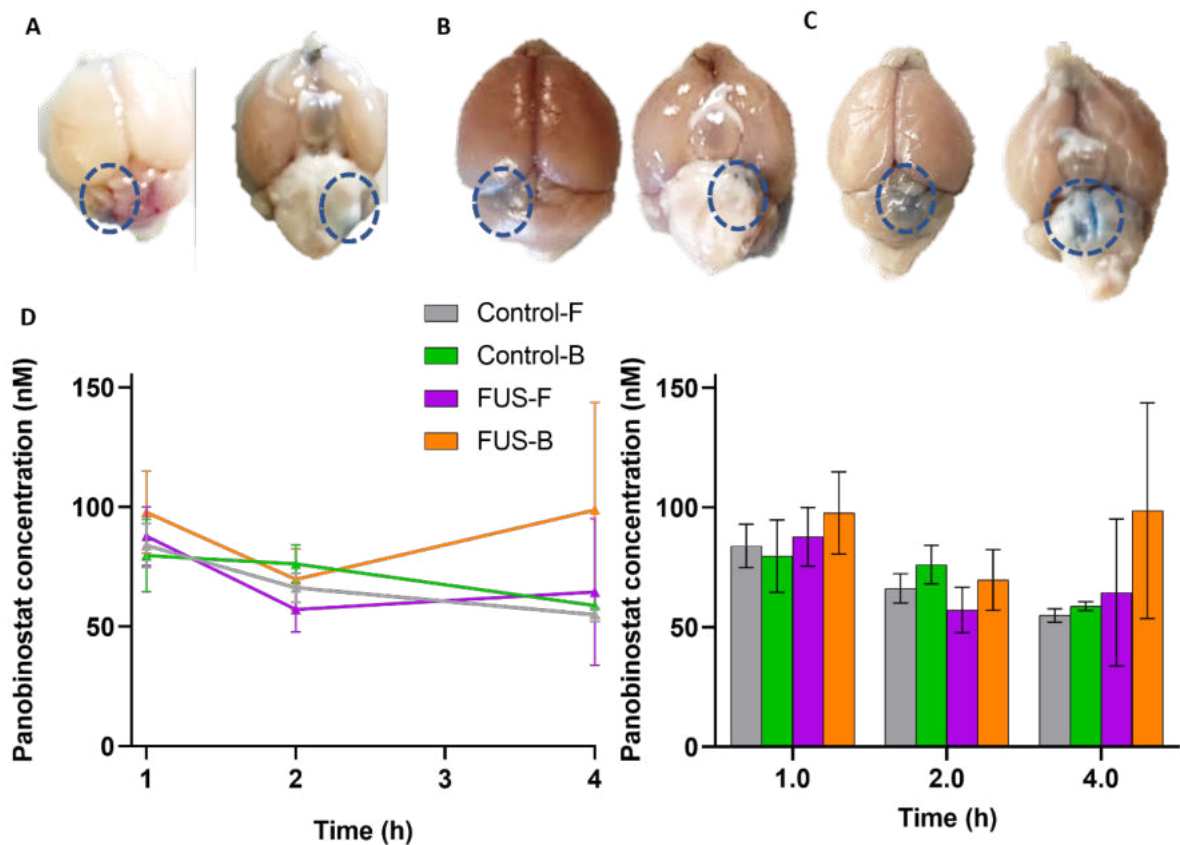 A
B
C
D
Control-F
Control-B
FUS-F
FUS-B
Panobinostat concentration (nM)
150
100
50
0
1
2
3
4
Time (h)
Panobinostat concentration (nM)
150
100
50
0
1.0
2.0
4.0
Time (h)